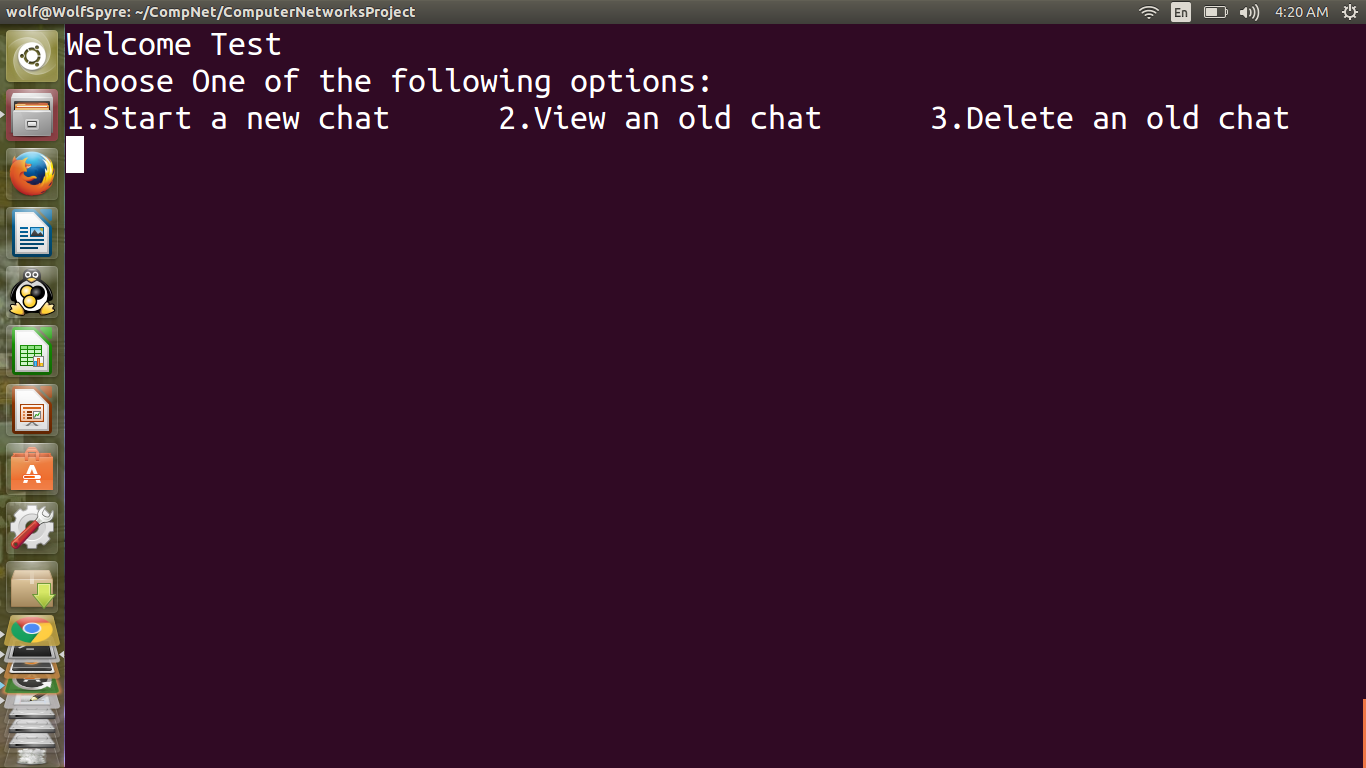 wolf@WolfSpyre: ~/CompNet/ComputerNetworksProject
En
4:20 AM
Welcome Test
Choose One of the following options:
1.Start a new chat      2.View an old chat      3.Delete an old chat